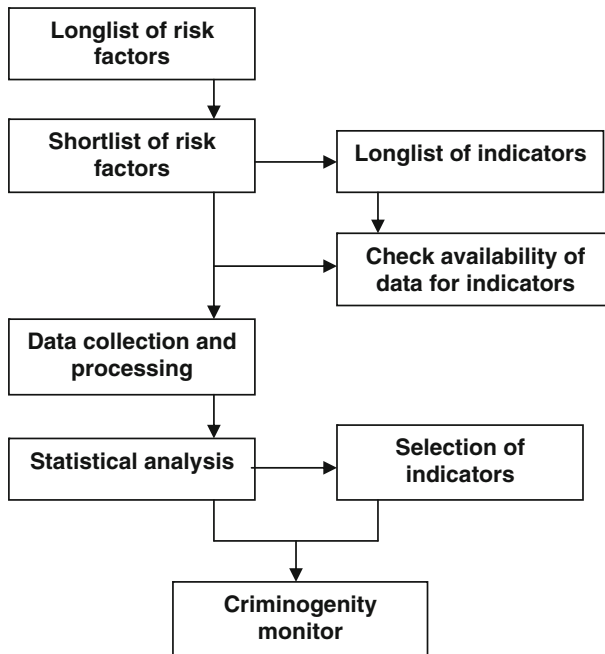 Longlist of risk
factors
Shortlist of risk
factors
Longlist of indicators
Check availability of
data for indicators
Data collection and
processing
Statistical analysis
Selection of
indicators
Criminogenity
monitor